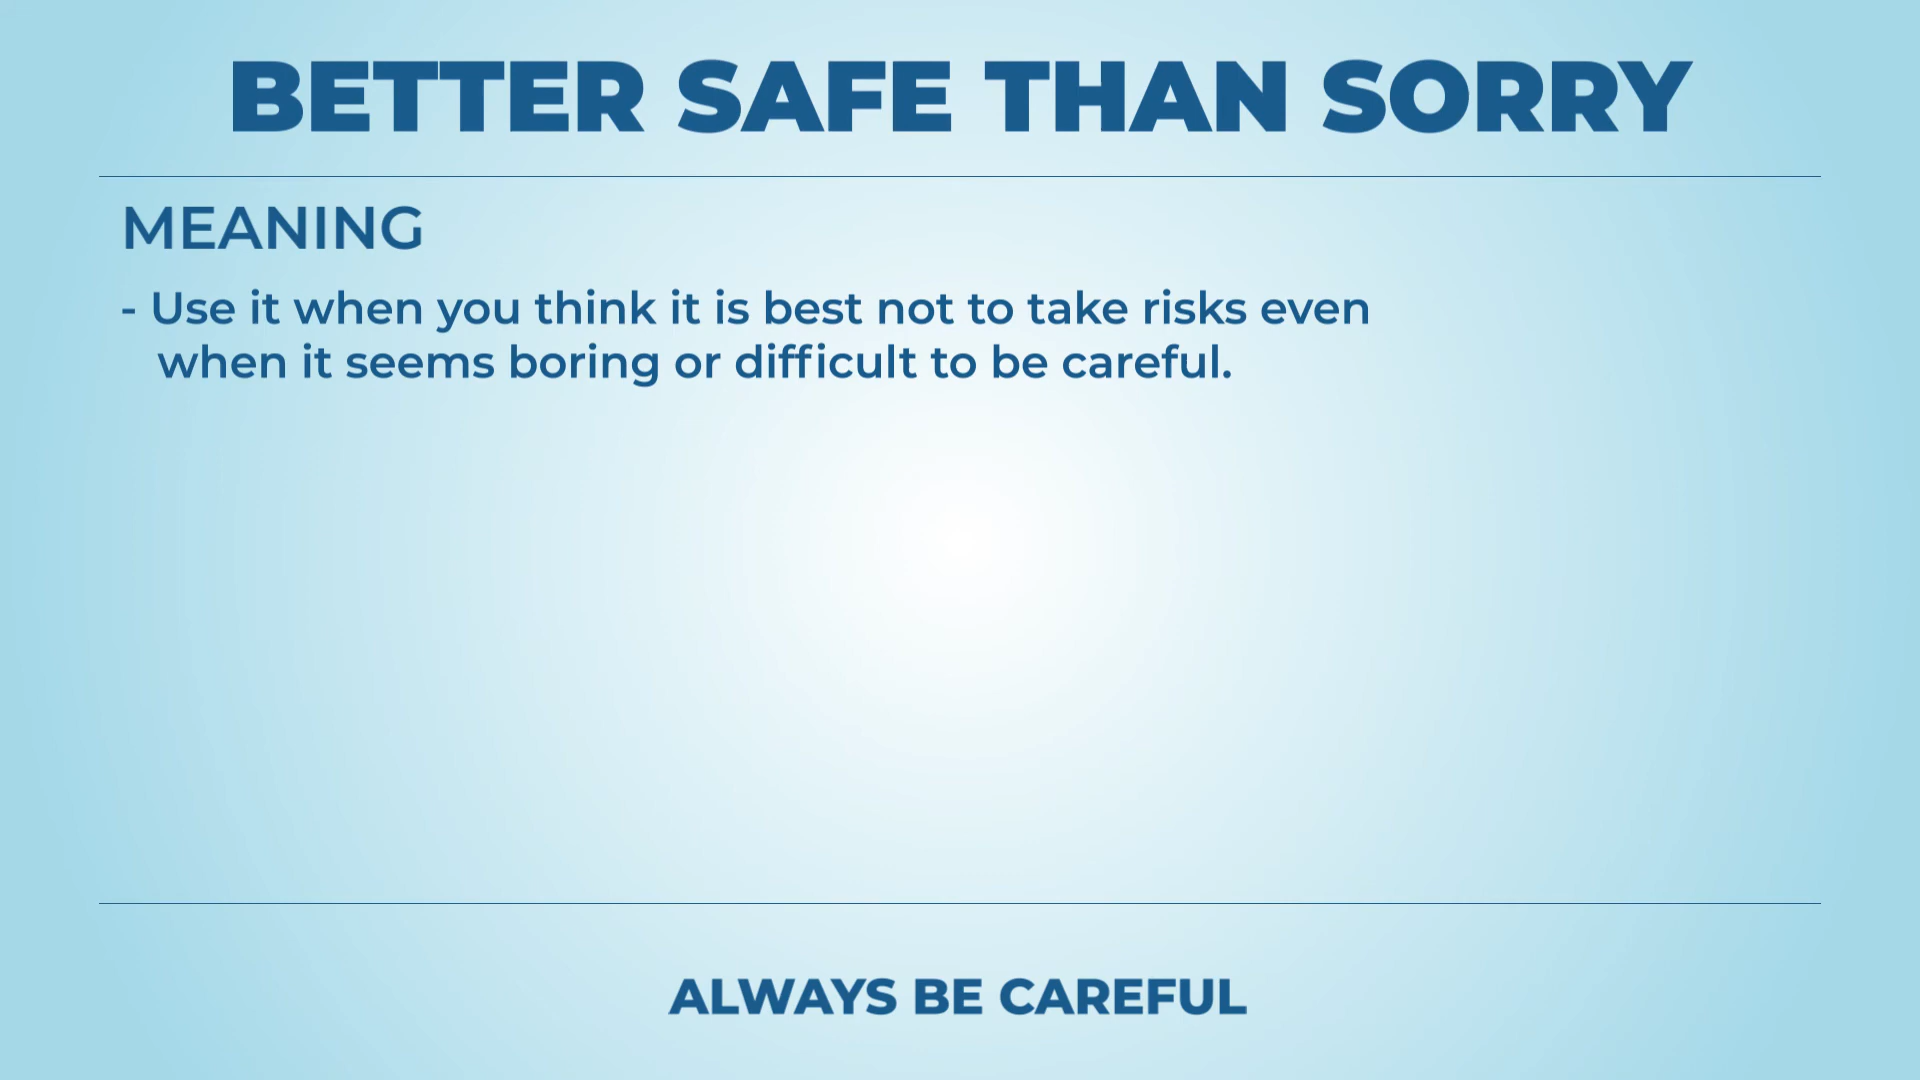 BETTER SAFE THAN SORRY
MEANING
- Use it when you think it is best not to take risks even
when it seems boring or difficult to be careful.
ALWAYS BE CAREFUL